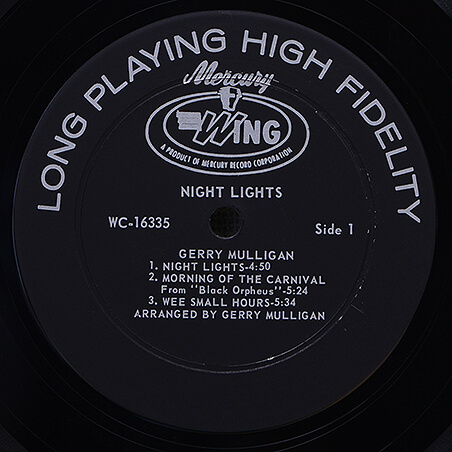 LONG PLAYING HIGH FIDELITY
Mercury
WING
A PRODUCT OF MERCURY RECORD CORPORATION
NIGHT LIGHTS
WC-16335
Side 1
GERRY MULLIGAN
1. NIGHT LIGHTS-4:50
2. MORNING OF THE CARNIVAL
From "Black Orpheus"-5:24
3. WEE SMALL HOURS-5:34
ARRANGED BY GERRY MULLIGAN